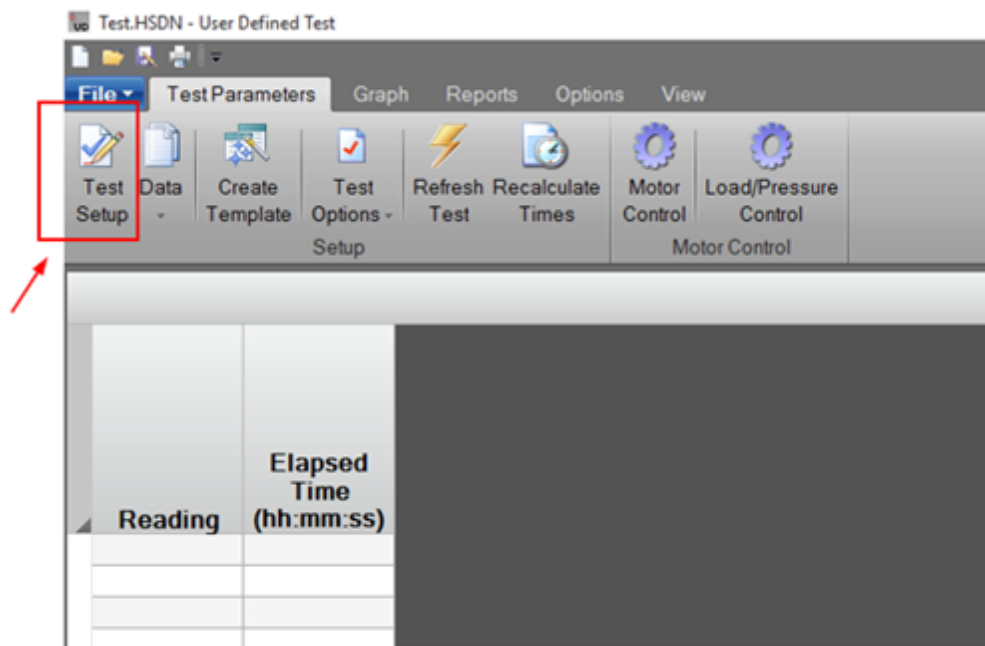 UD Test.HSDN - User Defined Test
File Test Parameters Graph Reports Options View
Test Setup
Data
Create Template
Test Options
Refresh Test
Recalculate Times
Motor Control
Load/Pressure Control
Setup Motor Control
Reading
Elapsed
Time
(hh:mm:ss)